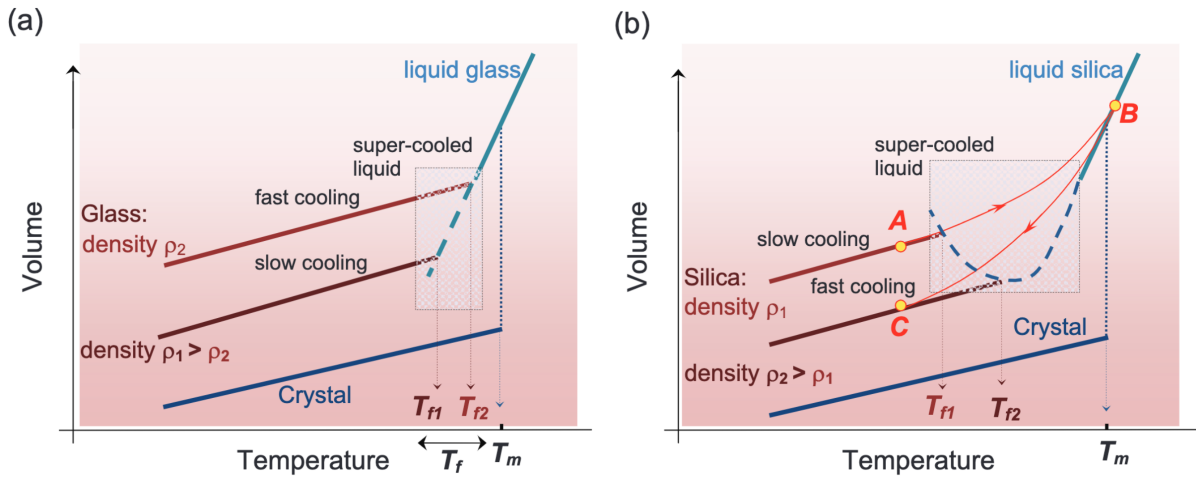 (a)
liquid glass
super-cooled
liquid
fast cooling
Glass:
density ρ2
slow cooling
density ρ1 > ρ2
Crystal
Volume
Tf1
Tf2
Temperature
Tf
Tm
(b)
liquid silica
B
super-cooled
liquid
A
slow cooling
Silica:
density ρ1
fast cooling
C
Crystal
density ρ2 > ρ1
Volume
Tf1
Tf2
Temperature
Tm